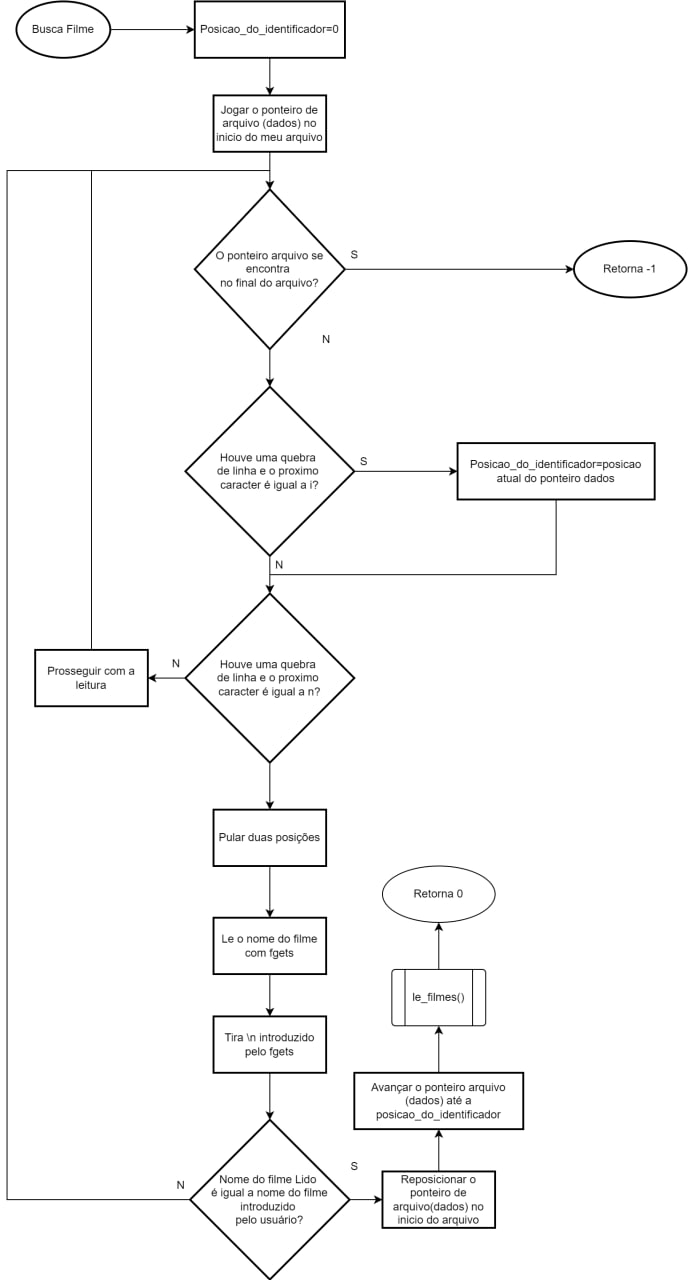 Busca Filme
Posicao_do_identificador=0
Jogar o ponteiro de
arquivo (dados) no
inicio do meu arquivo
O ponteiro arquivo se
encontra
no final do arquivo?
S
Retorna -1
N
Houve uma quebra
de linha e o proximo
caracter é igual a i?
S
Posicao_do_identificador=posicao
atual do ponteiro dados
N
Houve uma quebra
de linha e o proximo
caracter é igual a n?
N
Prosseguir com a
leitura
Pular duas posições
Le o nome do filme
com fgets
Tira \n introduzido
pelo fgets
Nome do filme Lido
é igual a nome do filme
introduzido
pelo usuário?
N
S
Reposicionar o
ponteiro de
arquivo(dados) no
inicio do arquivo
Avançar o ponteiro arquivo
(dados) até a
posicao_do_identificador
le_filmes()
Retorna 0